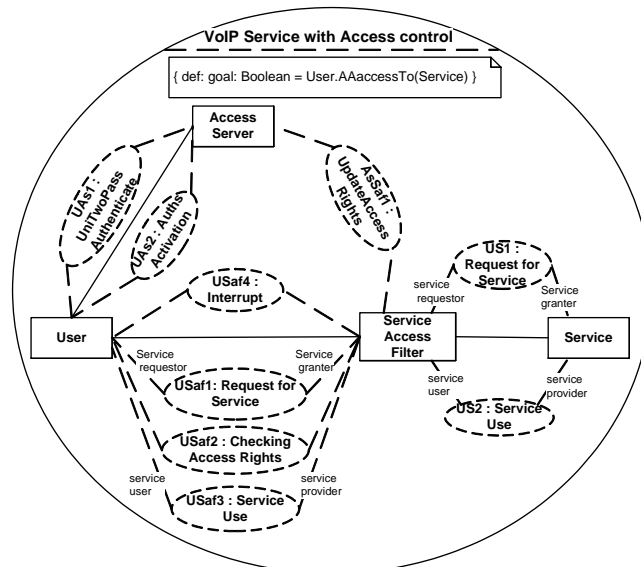 VoIP Service with Access control
{ def: goal: Boolean = User.AAaccessTo(Service) }
Access
Server
UAs1 :
UniTwoPass
Authenticate
UAs2 : Auths
Activation
AsSaf1 :
UpdateAccess
Rights
US1 :
Request for
Service
service
requestor
Service
granter
USaf4 :
Interrupt
User
Service
Access
Filter
Service
Service
requestor
Service
granter
USaf1: Request for
Service
service
user
service
provider
US2 : Service
Use
USaf2 : Checking
Access Rights
service
user
service
provider
USaf3 : Service
Use